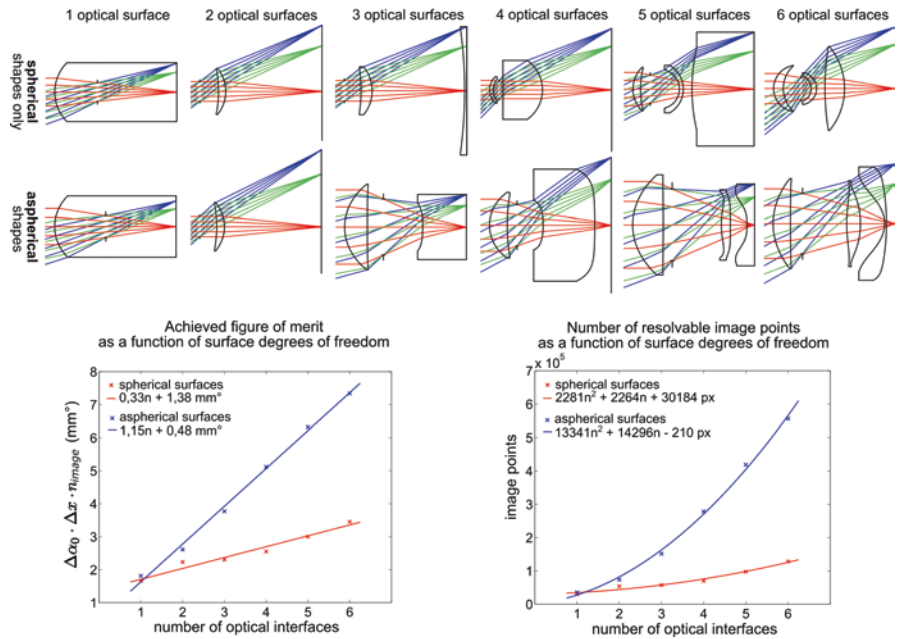 1 optical surface
2 optical surfaces
3 optical surfaces
4 optical surfaces
5 optical surfaces
6 optical surfaces
spherical
shapes only
aspherical
shapes
Achieved figure of merit
as a function of surface degrees of freedom
8
7
6
5
4
3
2
1
Δα₀ · Δx · n_image (mm°)
spherical surfaces
0,33n + 1,38 mm°
aspherical surfaces
1,15n + 0,48 mm°
1 2 3 4 5 6
number of optical interfaces
Number of resolvable image points
as a function of surface degrees of freedom
x 10⁵
7
6
5
4
3
2
1
0
image points
spherical surfaces
2281n² + 2264n + 30184 px
aspherical surfaces
13341n² + 14296n - 210 px
1 2 3 4 5 6
number of optical interfaces